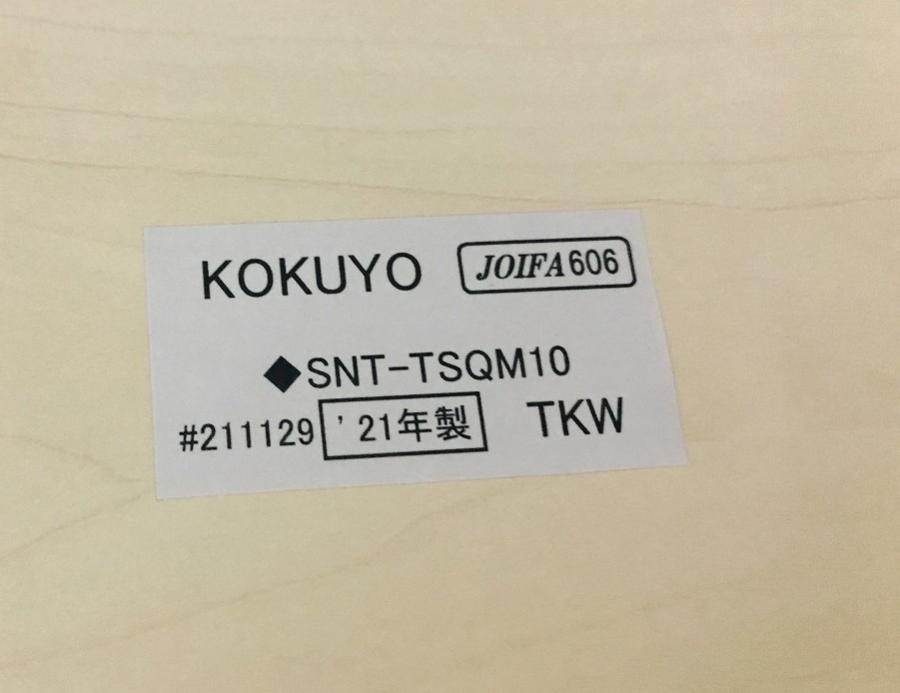 KOKUYO JOIFA606
◆SNT-TSQM10
#211129 '21年製 TKW